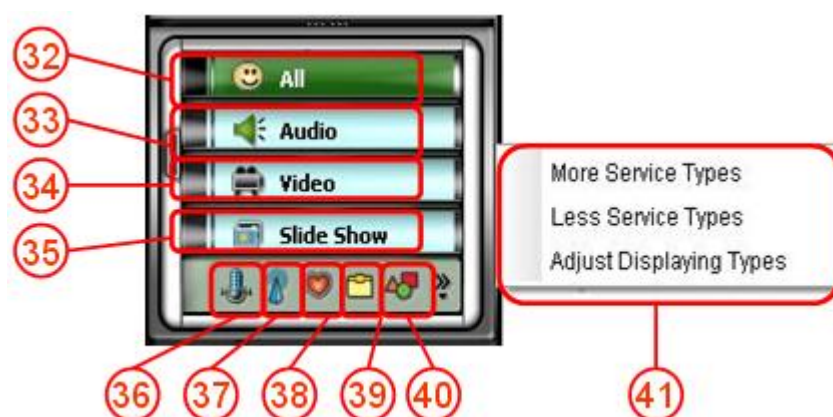 32
All
33
Audio
34
Video
35
Slide Show
More Service Types
Less Service Types
Adjust Displaying Types
36
37
38
39
40
41